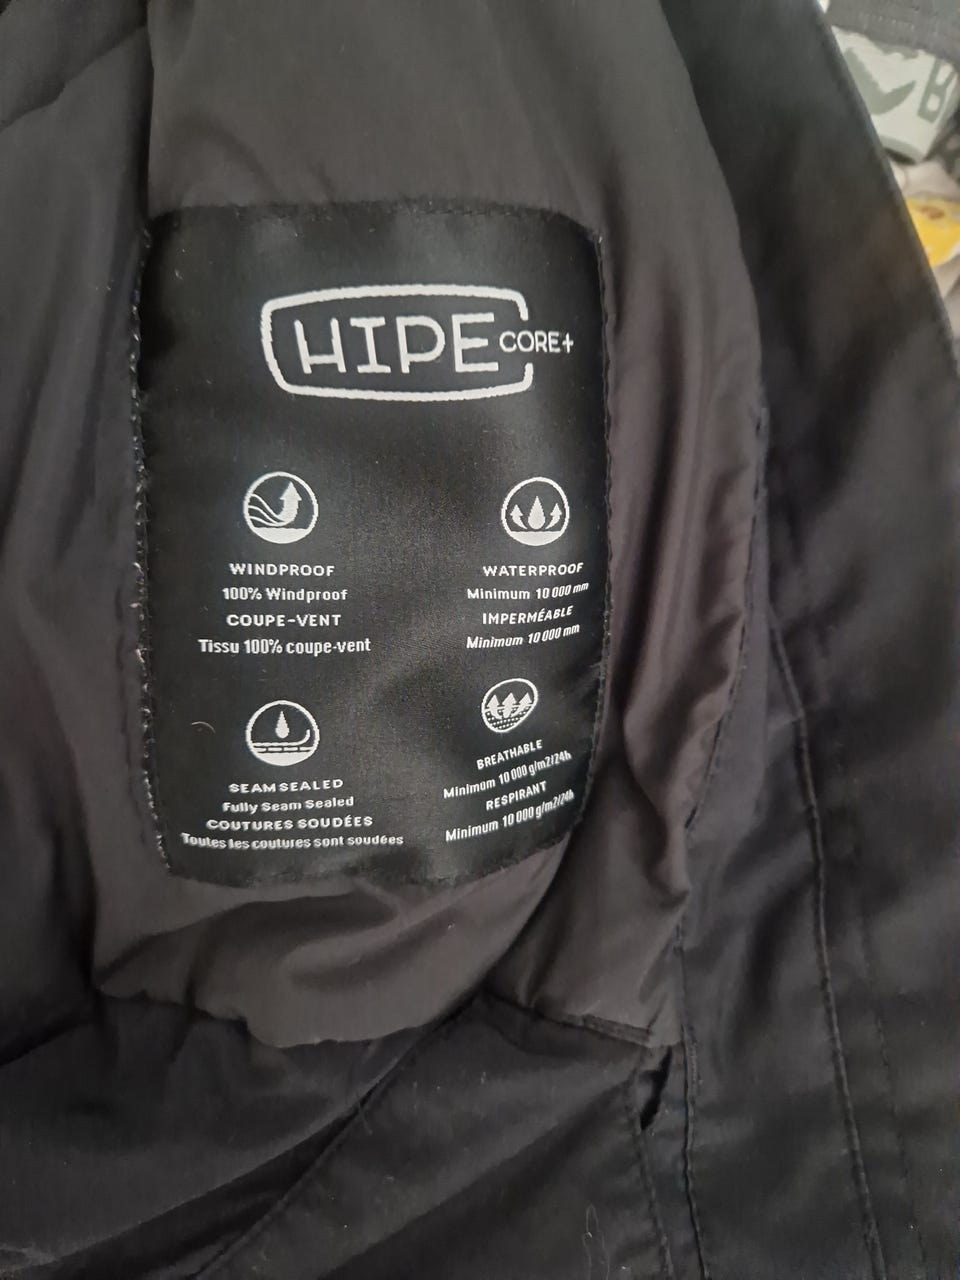 HIPE CORE+
WINDPROOF
100% Windproof
COUPE-VENT
Tissu 100% coupe-vent
WATERPROOF
Minimum 10 000 mm
IMPERMÉABLE
Minimum 10 000 mm
SEAM SEALED
Fully Seam Sealed
COUTURES SOUDÉES
Toutes les coutures sont soudées
BREATHABLE
Minimum 10 000 g/m2/24h
RESPIRANT
Minimum 10 000 g/m2/24h